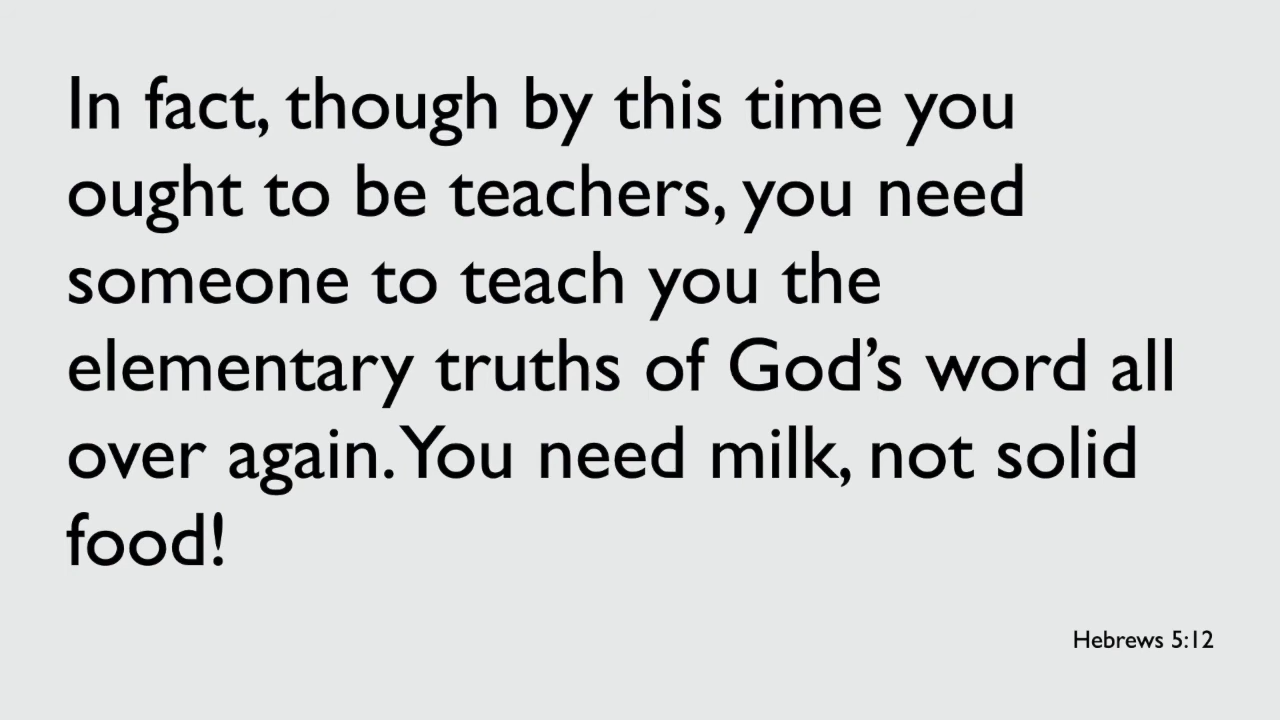 In fact, though by this time you
ought to be teachers, you need
someone to teach you the
elementary truths of God’s word all
over again. You need milk, not solid
food!
Hebrews 5:12